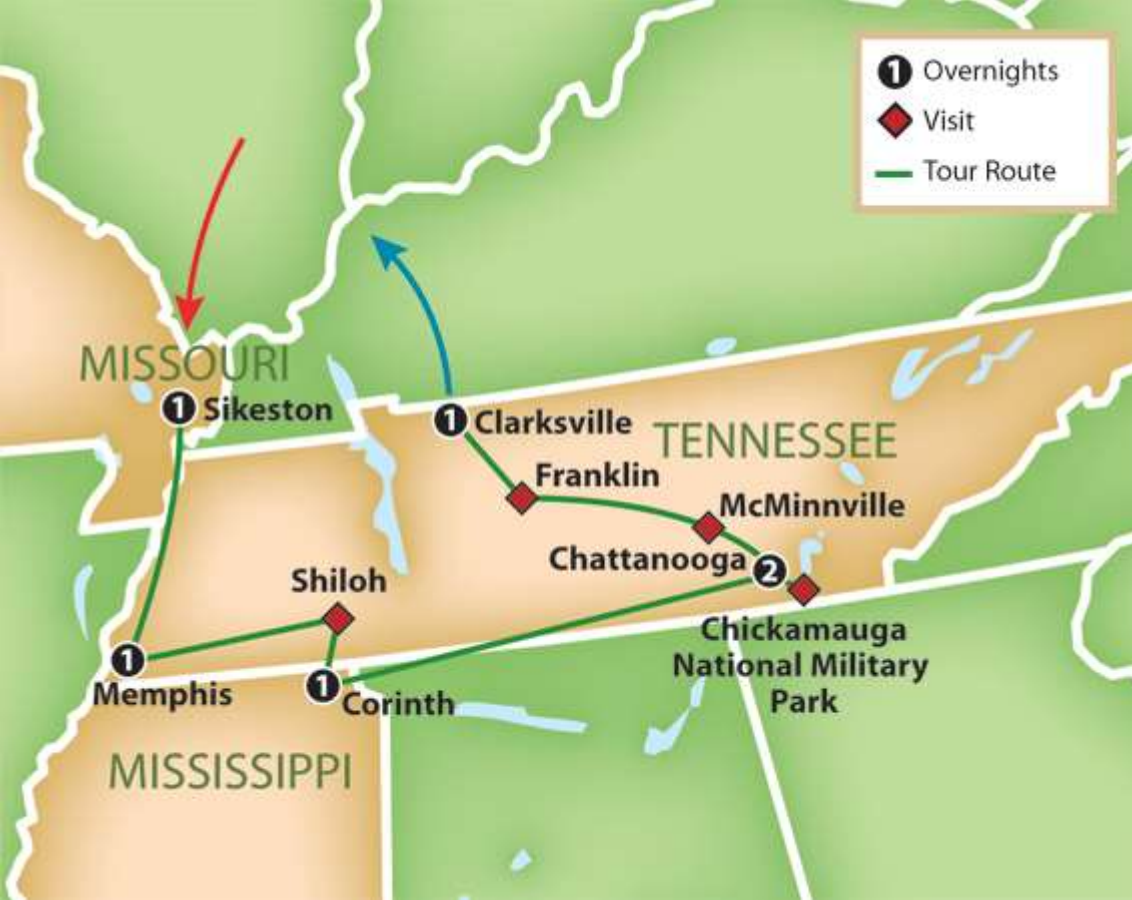 1 Overnights
Visit
Tour Route
MISSOURI
1 Sikeston
1 Clarksville
TENNESSEE
Franklin
McMinnville
Chattanooga 2
Shiloh
Chickamauga
National Military
Park
1
Memphis
1 Corinth
MISSISSIPPI